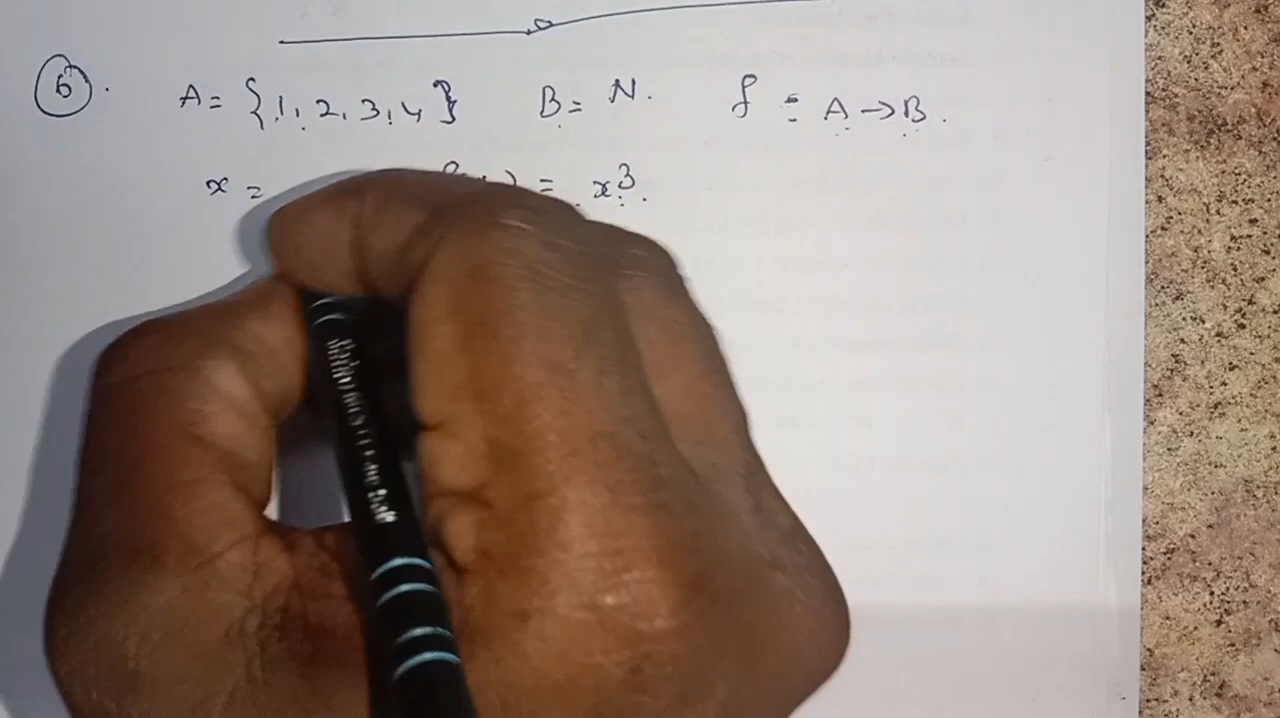 6. A = {1, 2, 3, 4} B = N. f : A → B.
x = = x³.